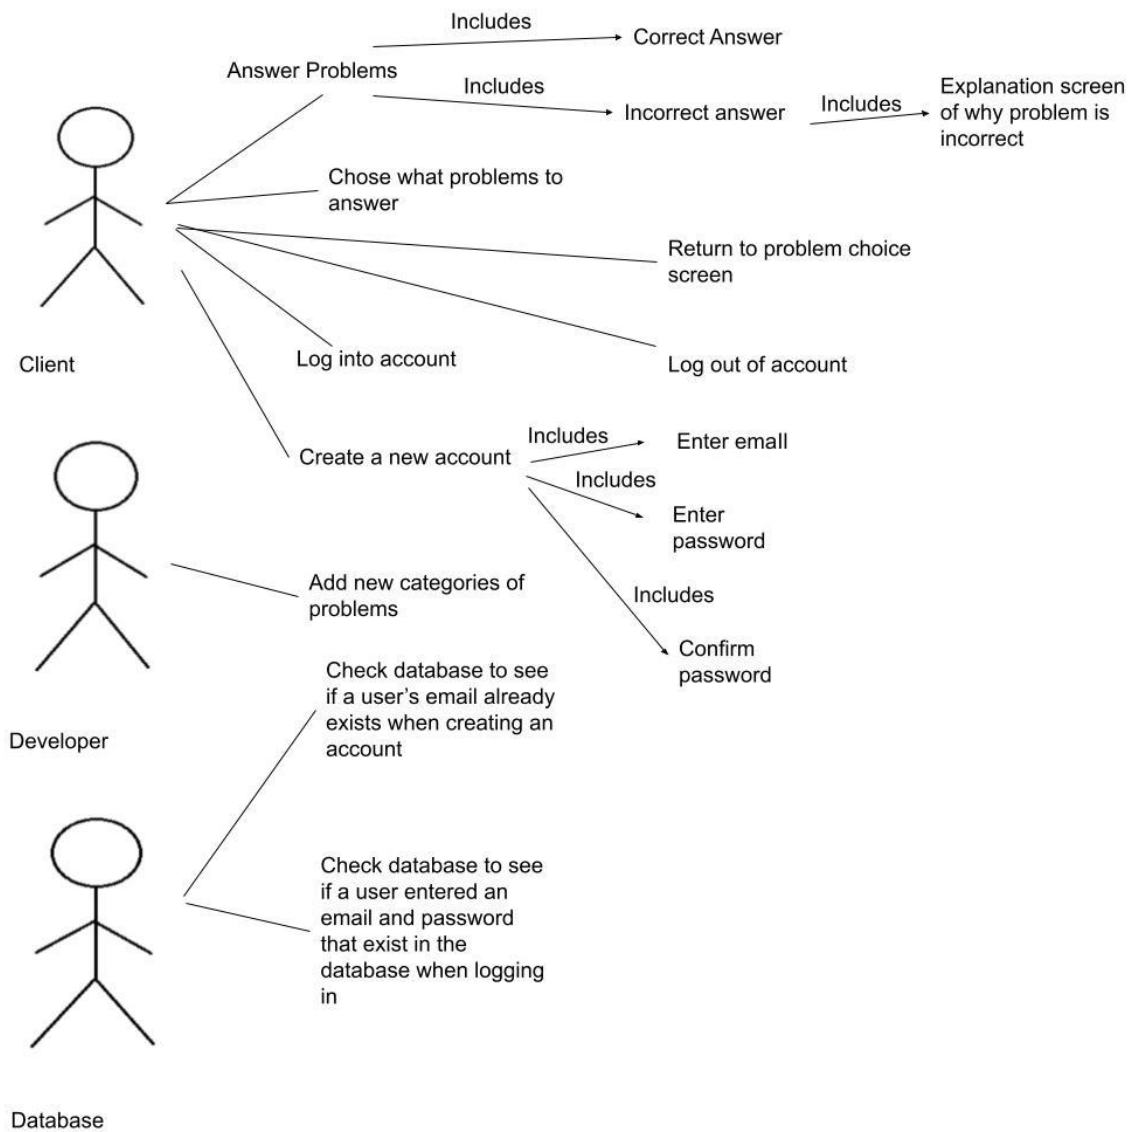 Includes
Correct Answer
Answer Problems
Includes
Incorrect answer
Includes
Explanation screen
of why problem is
incorrect
Chose what problems to
answer
Return to problem choice
screen
Log into account
Log out of account
Client
Create a new account
Includes
Enter emall
Includes
Enter
password
Includes
Confirm
password
Add new categories of
problems
Developer
Check database to see
if a user’s email already
exists when creating an
account
Check database to see
if a user entered an
email and password
that exist in the
database when logging
in
Database